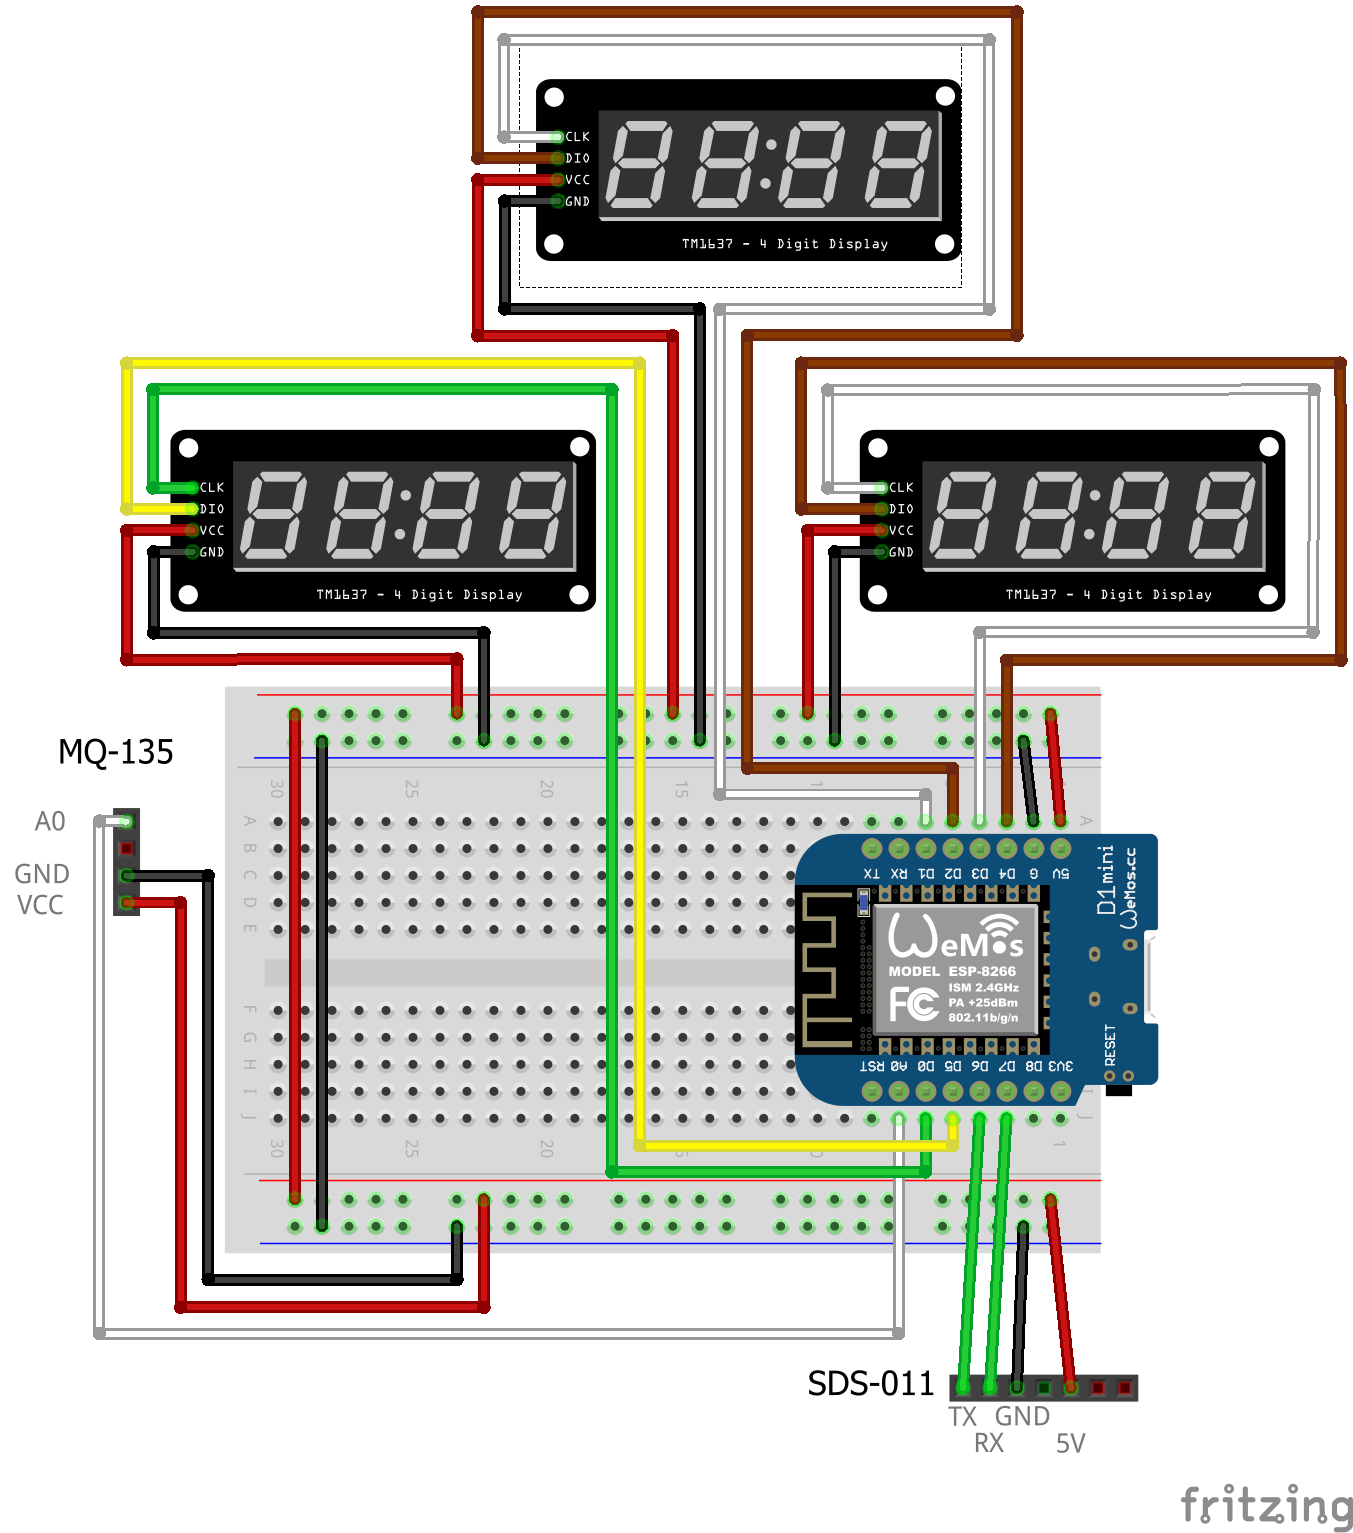 CLK
DIO
VCC
GND
TM1637 - 4 Digit Display
CLK
DIO
VCC
GND
TM1637 - 4 Digit Display
CLK
DIO
VCC
GND
TM1637 - 4 Digit Display
MQ-135
A0
GND
VCC
30 25 20 15 1
A A
B
C
D
E
F
G
H
I
J J
30 25 20 5 0 1
TX RX D1 D2 D3 D4 G 5V
D1 mini
WeMos.cc
WeMos
MODEL ESP-8266
ISM 2.4GHz
PA +25dBm
802.11b/g/n
FC
RESET
RST A0 D0 D5 D6 D7 D8 3V3
SDS-011
TX GND
RX 5V
fritzing